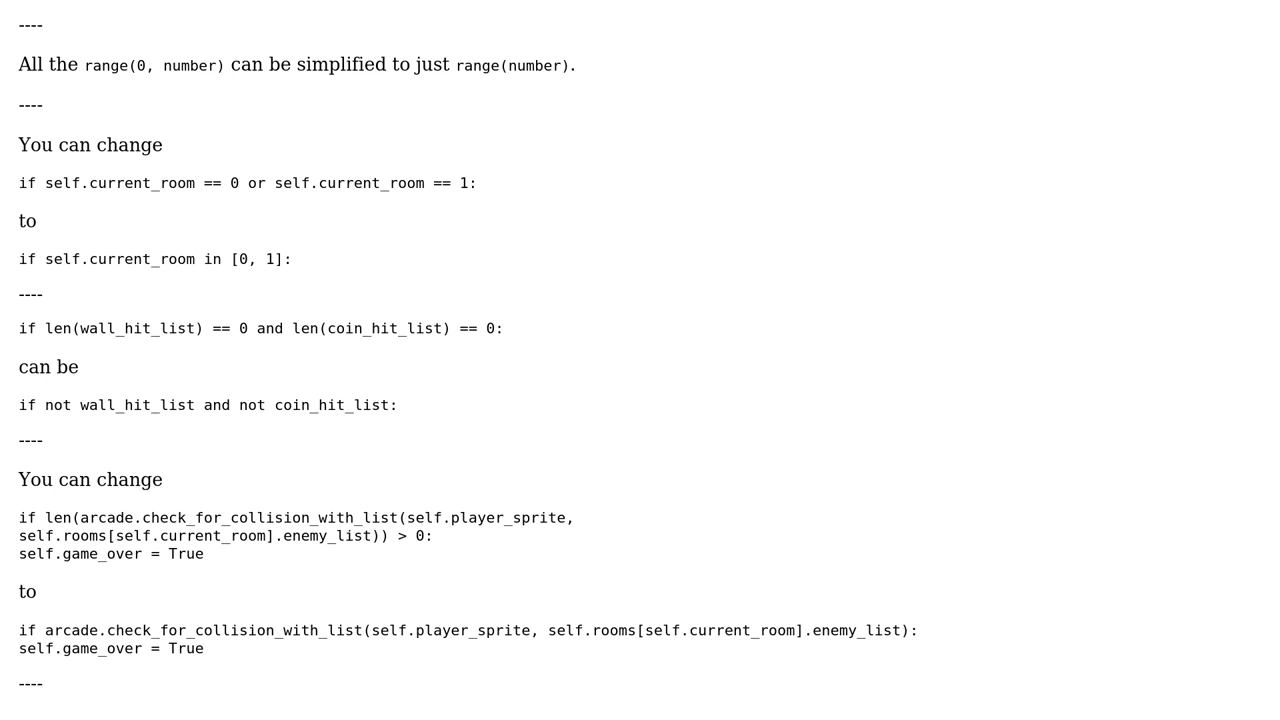 ----
All the range(0, number) can be simplified to just range(number).
----
You can change
if self.current_room == 0 or self.current_room == 1:
to
if self.current_room in [0, 1]:
----
if len(wall_hit_list) == 0 and len(coin_hit_list) == 0:
can be
if not wall_hit_list and not coin_hit_list:
----
You can change
if len(arcade.check_for_collision_with_list(self.player_sprite,
self.rooms[self.current_room].enemy_list)) > 0:
self.game_over = True
to
if arcade.check_for_collision_with_list(self.player_sprite, self.rooms[self.current_room].enemy_list):
self.game_over = True
----